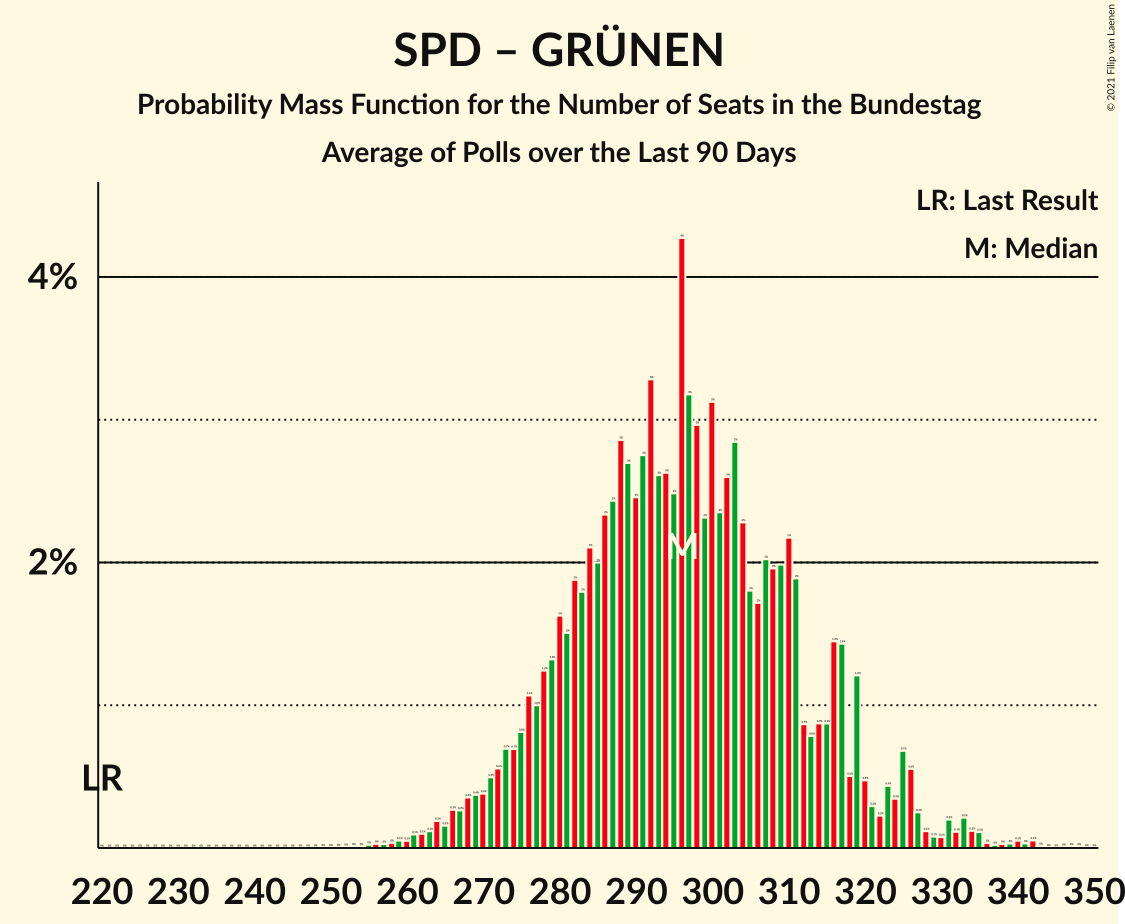 SPD – GRÜNEN
Probability Mass Function for the Number of Seats in the Bundestag
Average of Polls over the Last 90 Days
© 2021 Filip van Laenen
LR: Last Result
M: Median
4%
2%
M
LR
220 230 240 250 260 270 280 290 300 310 320 330 340 350